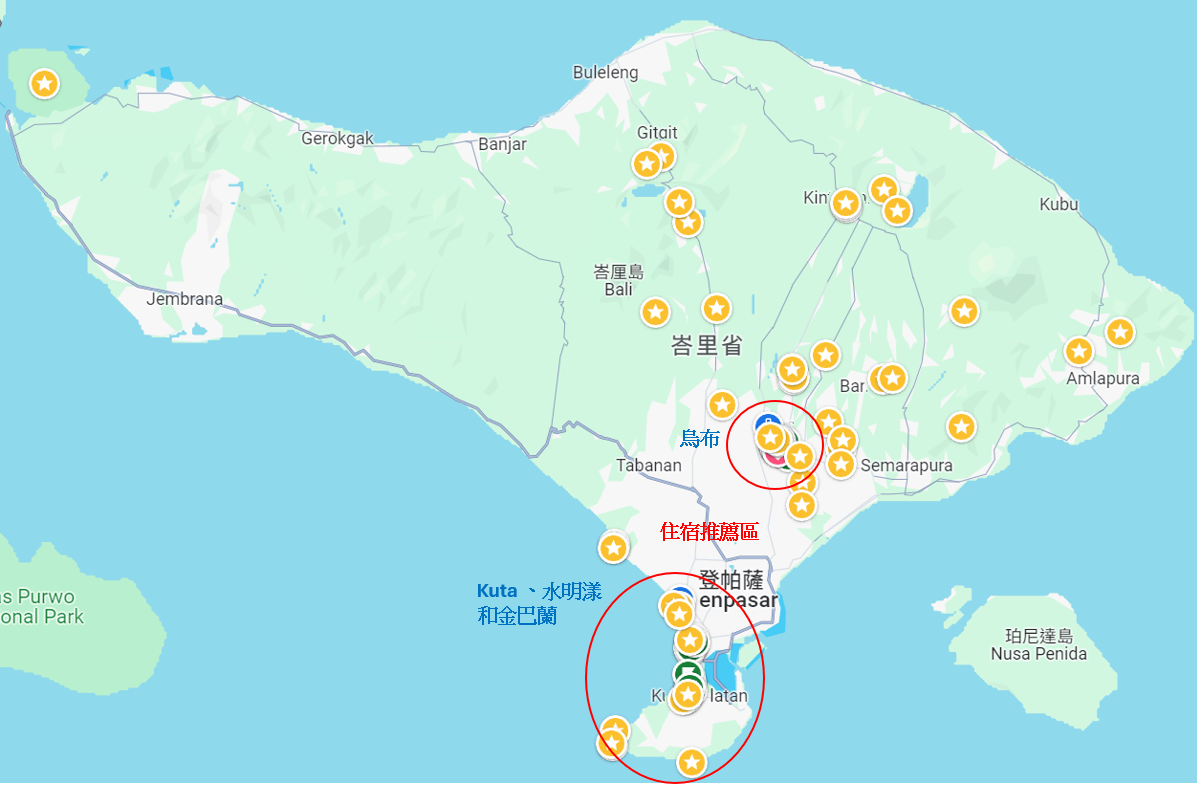 Buleleng
Gitgit
Gerokgak
Banjar
Kubu
峇厘島
Bali
Jembrana
峇里省
Bar
Amlapura
烏布
Tabanan
Semarapura
住宿推薦區
登帕薩
enpasar
Kuta 、水明漾
和金巴蘭
as Purwo
onal Park
珀尼達島
Nusa Penida
latan